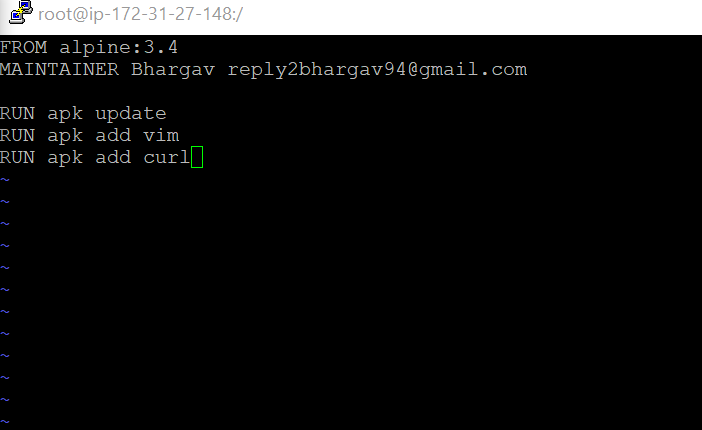 root@ip-172-31-27-148:/
FROM alpine:3.4
MAINTAINER Bhargav reply2bhargav94@gmail.com
RUN apk update
RUN apk add vim
RUN apk add curl
~
~
~
~
~
~
~
~
~
~
~
~